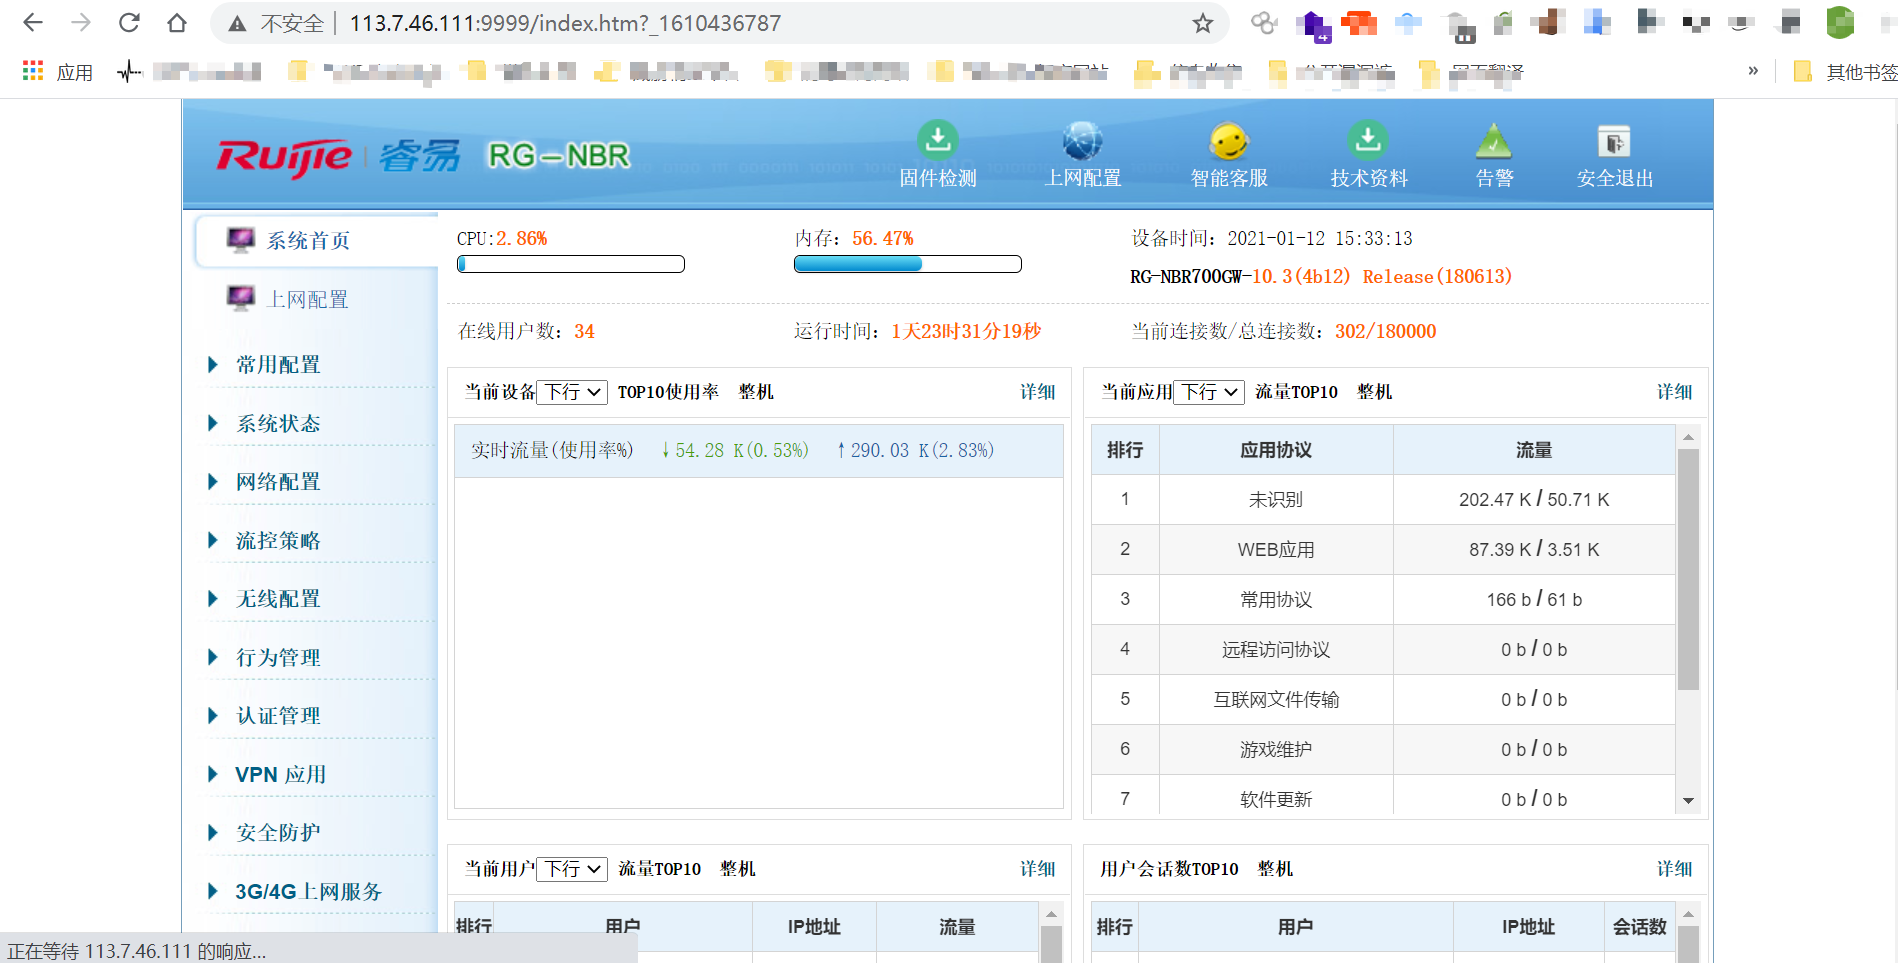 不安全 | 113.7.46.111:9999/index.htm?_1610436787
4
应用
» 其他书签
Ruijie | 睿易 RG-NBR
固件检测 上网配置 智能客服 技术资料 告警 安全退出
系统首页
上网配置
常用配置
系统状态
网络配置
流控策略
无线配置
行为管理
认证管理
VPN 应用
安全防护
3G/4G上网服务
CPU:2.86% 内存: 56.47% 设备时间: 2021-01-12 15:33:13
RG-NBR700GW-10.3(4b12) Release(180613)
在线用户数: 34 运行时间: 1天23时31分19秒 当前连接数/总连接数: 302/180000
当前设备 下行 TOP10使用率 整机 详细
实时流量(使用率%) ↓54.28 K(0.53%) ↑290.03 K(2.83%)
当前应用 下行 流量TOP10 整机 详细
排行 应用协议 流量
1 未识别 202.47 K / 50.71 K
2 WEB应用 87.39 K / 3.51 K
3 常用协议 166 b / 61 b
4 远程访问协议 0 b / 0 b
5 互联网文件传输 0 b / 0 b
6 游戏维护 0 b / 0 b
7 软件更新 0 b / 0 b
当前用户 下行 流量TOP10 整机 详细
排行 用户 IP地址 流量
用户会话数TOP10 整机 详细
排行 用户 IP地址 会话数
正在等待 113.7.46.111 的响应...